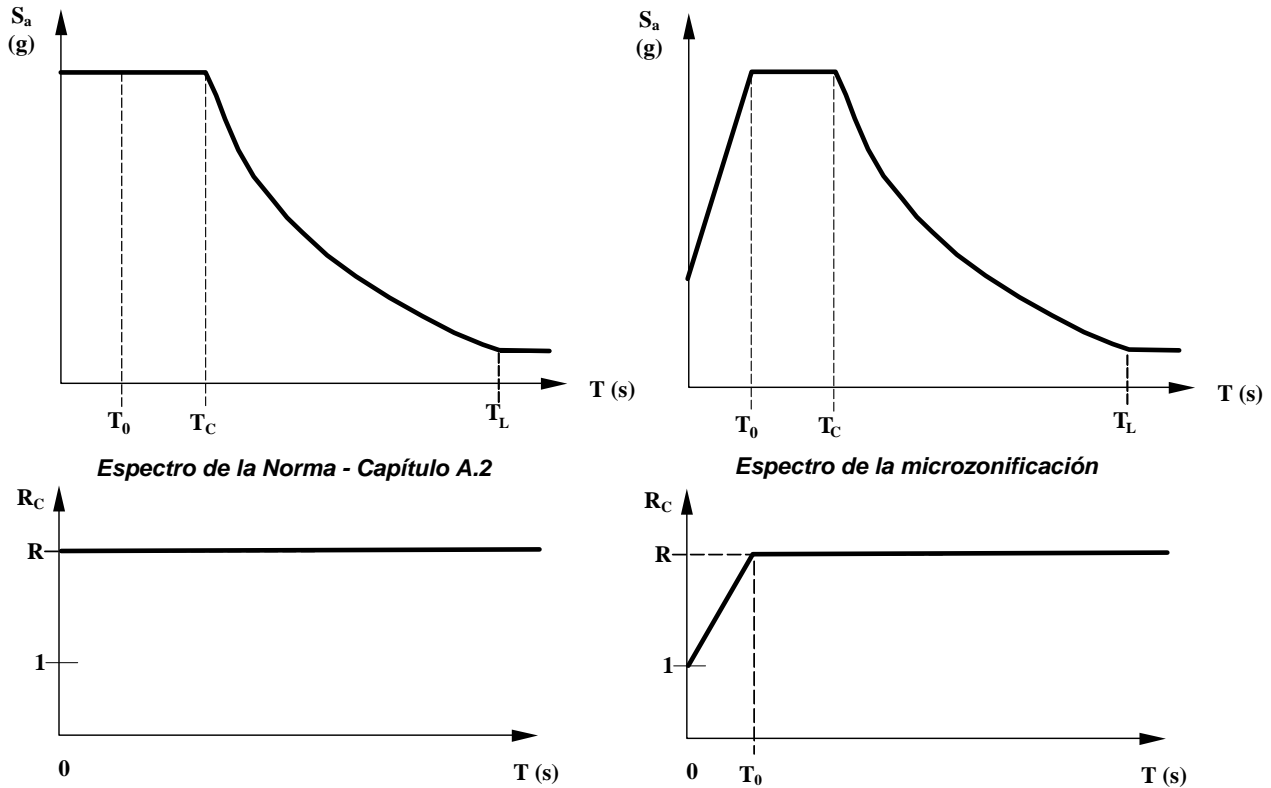 Sa
(g)
T (s)
T0
TC
TL
Espectro de la Norma - Capítulo A.2
Sa
(g)
T (s)
T0
TC
TL
Espectro de la microzonificación
RC
R
1
0
T (s)
RC
R
1
0
T0
T (s)